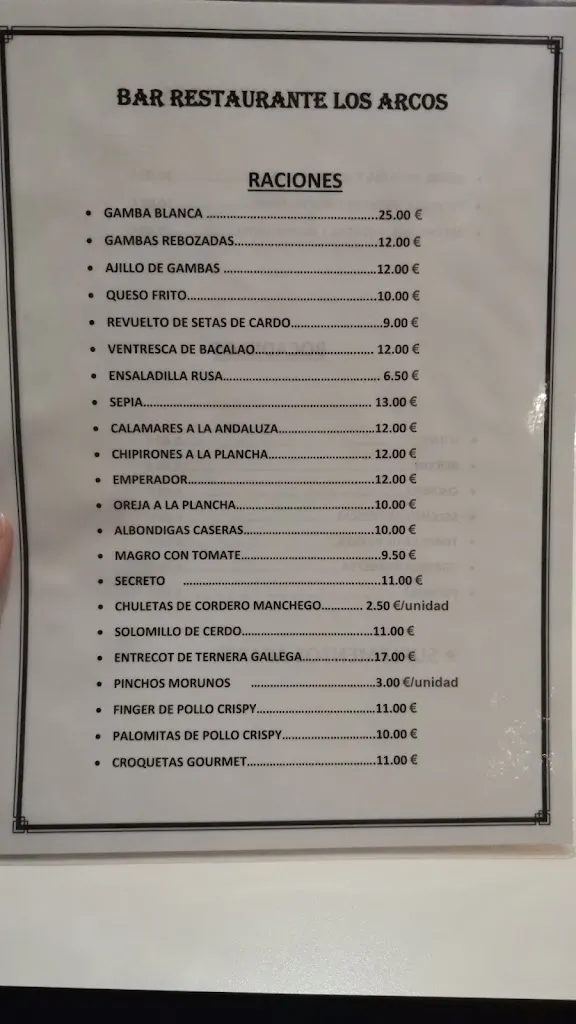 BAR RESTAURANTE LOS ARCOS
RACIONES
• GAMBA BLANCA ......................................................25.00 €
• GAMBAS REBOZADAS............................................12.00 €
• AJILLO DE GAMBAS ................................................12.00 €
• QUESO FRITO...........................................................10.00 €
• REVUELTO DE SETAS DE CARDO............................9.00 €
• VENTRESCA DE BACALAO.................................... 12.00 €
• ENSALADILLA RUSA................................................ 6.50 €
• SEPIA...................................................................... 13.00 €
• CALAMARES A LA ANDALUZA.............................12.00 €
• CHIPIRONES A LA PLANCHA................................ 12.00 €
• EMPERADOR..........................................................12.00 €
• OREJA A LA PLANCHA...........................................10.00 €
• ALBONDIGAS CASERAS.........................................10.00 €
• MAGRO CON TOMATE...........................................9.50 €
• SECRETO ............................................................11.00 €
• CHULETAS DE CORDERO MANCHEGO............ 2.50 €/unidad
• SOLOMILLO DE CERDO........................................11.00 €
• ENTRECOT DE TERNERA GALLEGA......................17.00 €
• PINCHOS MORUNOS ......................................3.00 €/unidad
• FINGER DE POLLO CRISPY....................................11.00 €
• PALOMITAS DE POLLO CRISPY............................10.00 €
• CROQUETAS GOURMET.......................................11.00 €